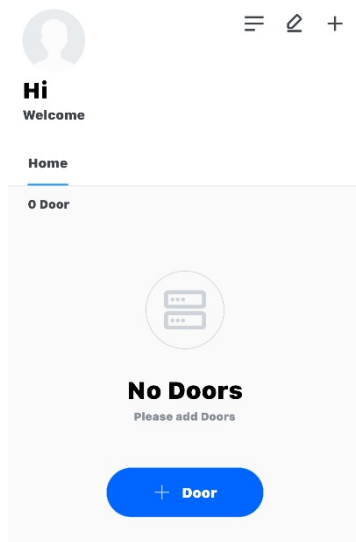 Hi
Welcome
Home
0 Door
No Doors
Please add Doors
+ Door